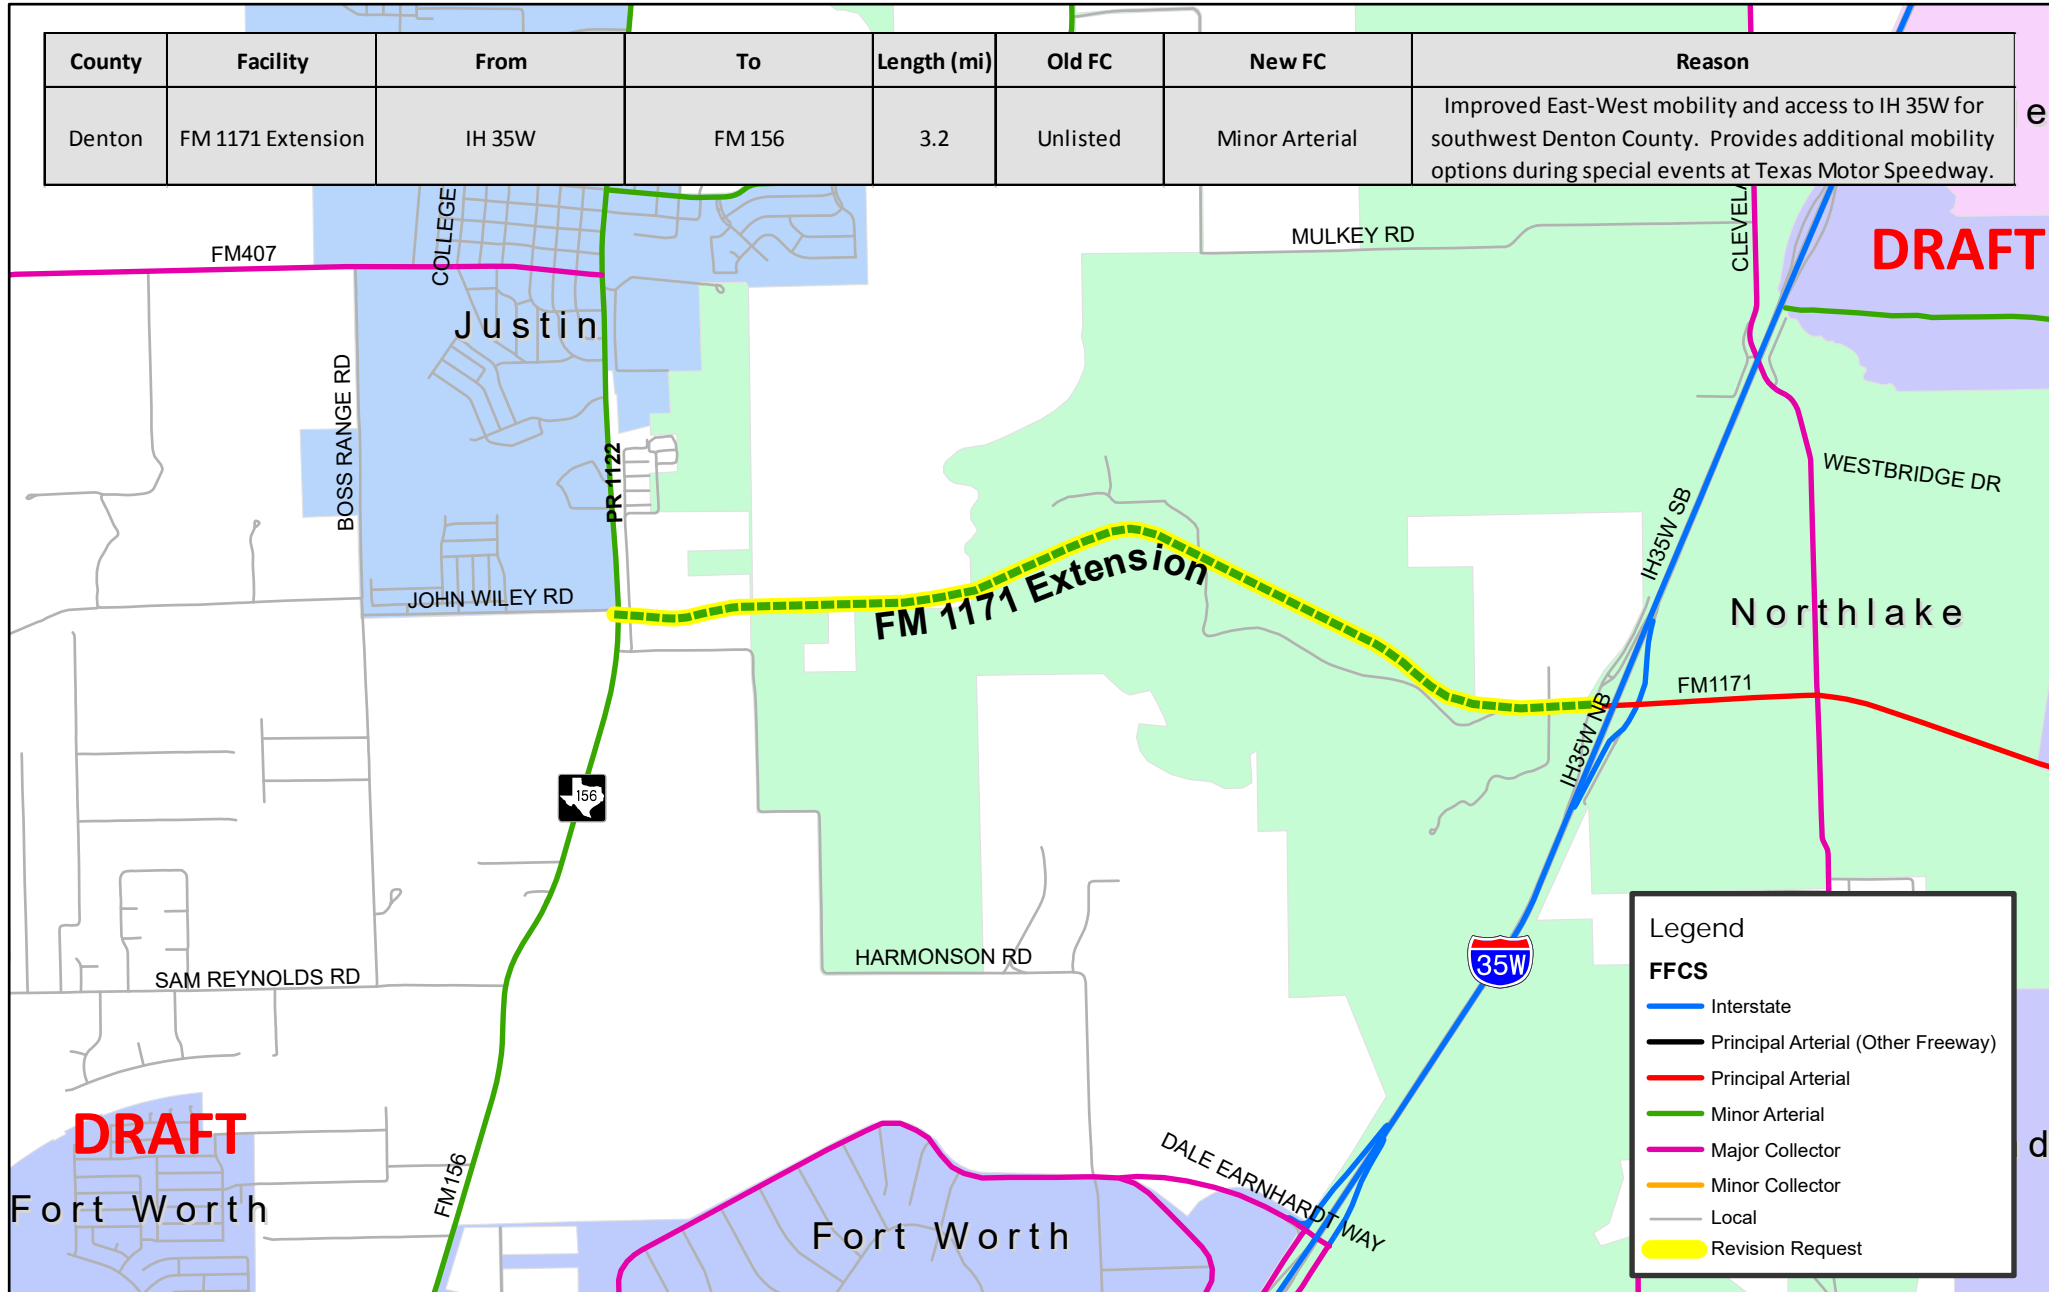 County Facility From To Length (mi) Old FC New FC Reason
Denton FM 1171 Extension IH 35W FM 156 3.2 Unlisted Minor Arterial
Improved East-West mobility and access to IH 35W for
southwest Denton County. Provides additional mobility
options during special events at Texas Motor Speedway.
e
FM407
COLLEGE
MULKEY RD
DRAFT
Justin
BOSS RANGE RD
PR 1122
WESTBRIDGE DR
IH35W SB
JOHN WILEY RD
FM 1171 Extension
Northlake
FM1171
IH35W NB
156
HARMONSON RD
35W
SAM REYNOLDS RD
DRAFT
Fort Worth
FM156
Fort Worth
DALE EARNHARDT WAY
d
Legend
FFCS
Interstate
Principal Arterial (Other Freeway)
Principal Arterial
Minor Arterial
Major Collector
Minor Collector
Local
Revision Request